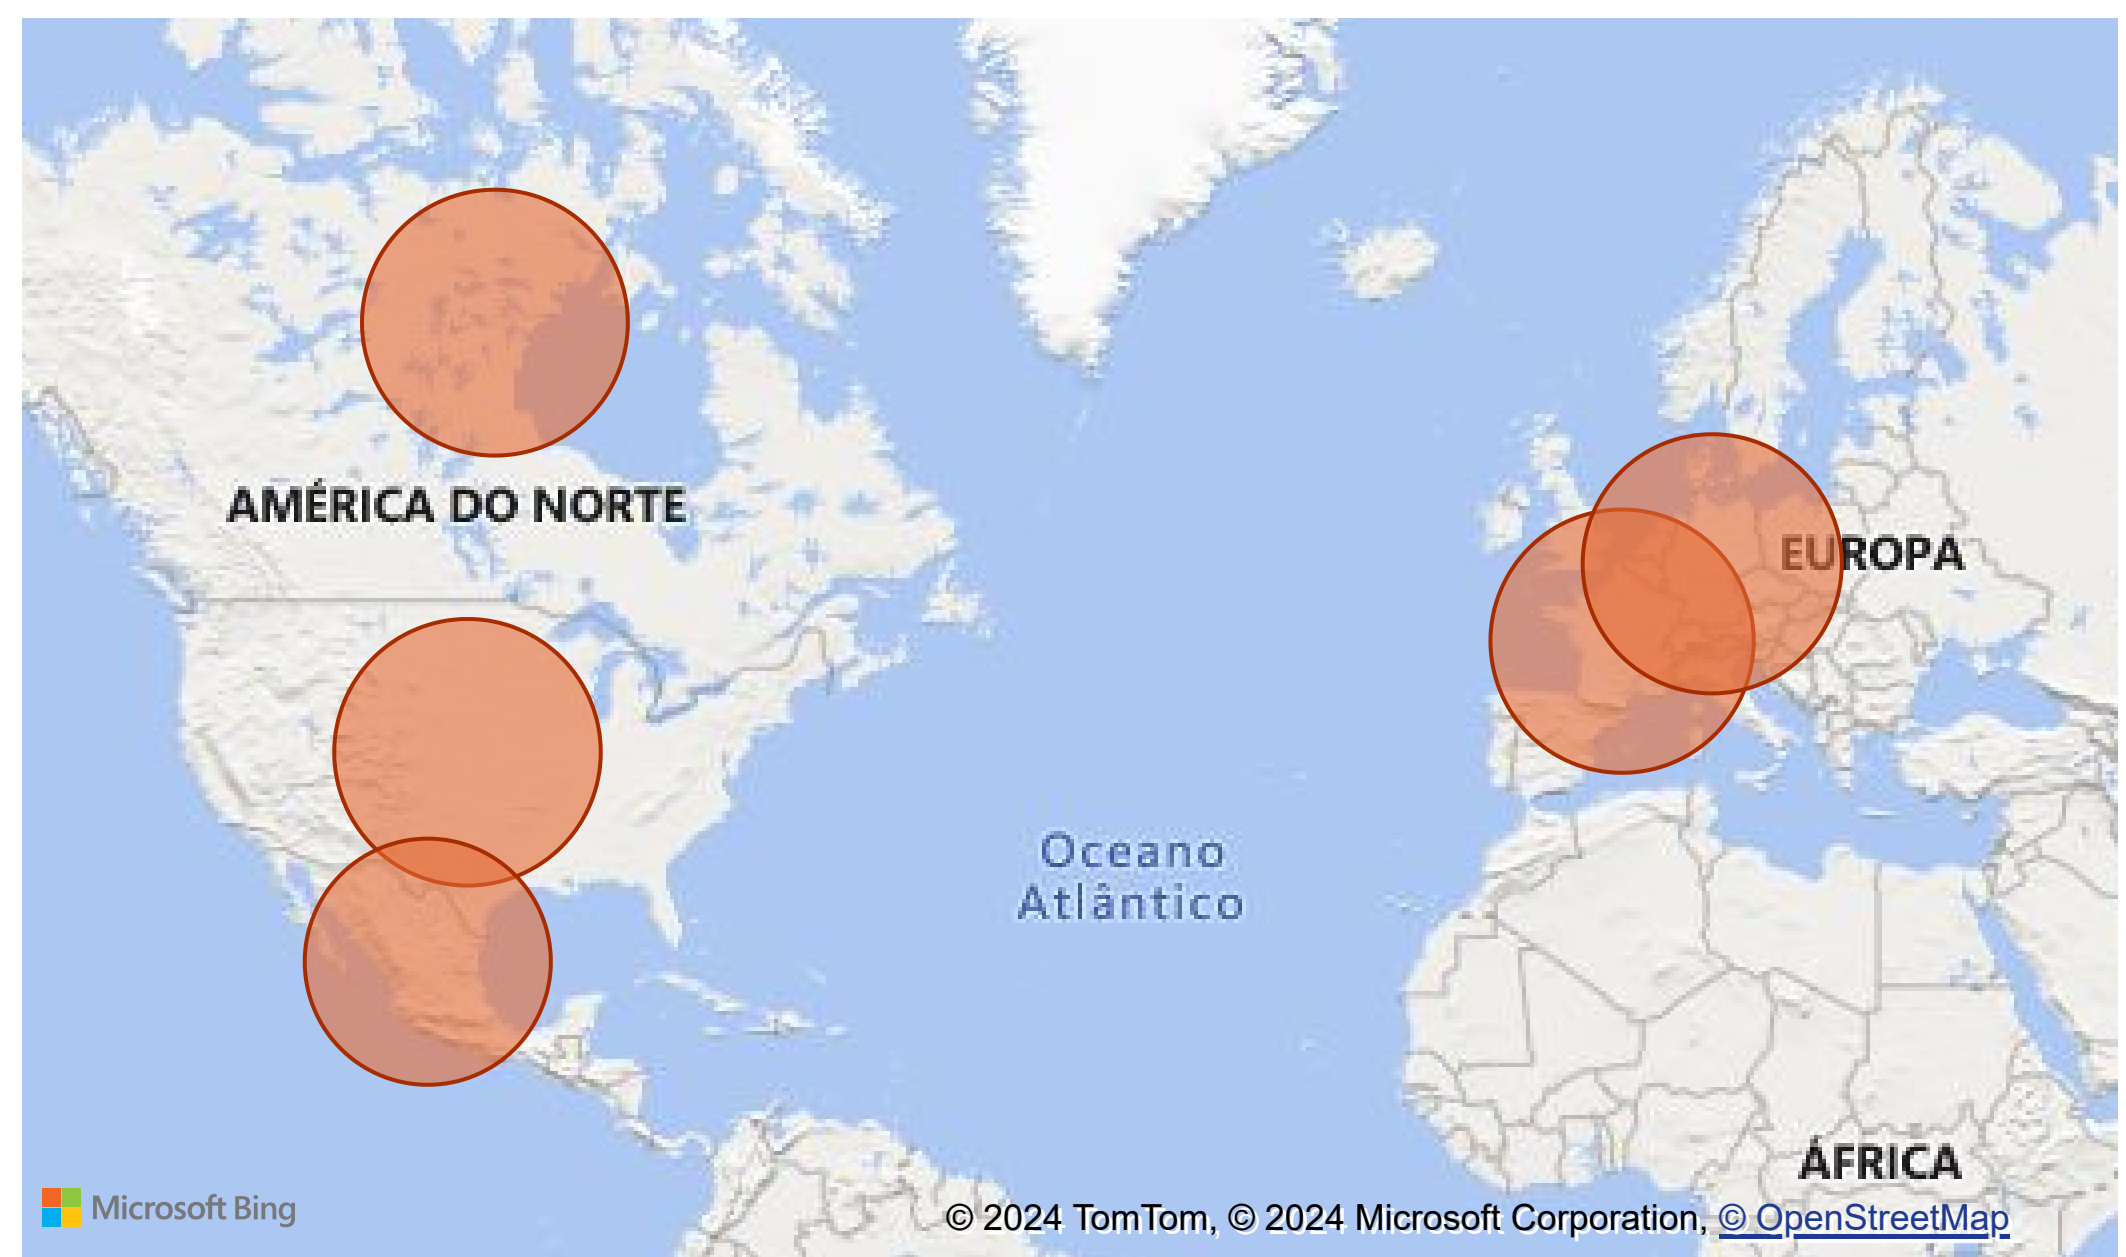 AMÉRICA DO NORTE
EUROPA
Oceano
Atlântico
ÁFRICA
Microsoft Bing
© 2024 TomTom, © 2024 Microsoft Corporation, © OpenStreetMap